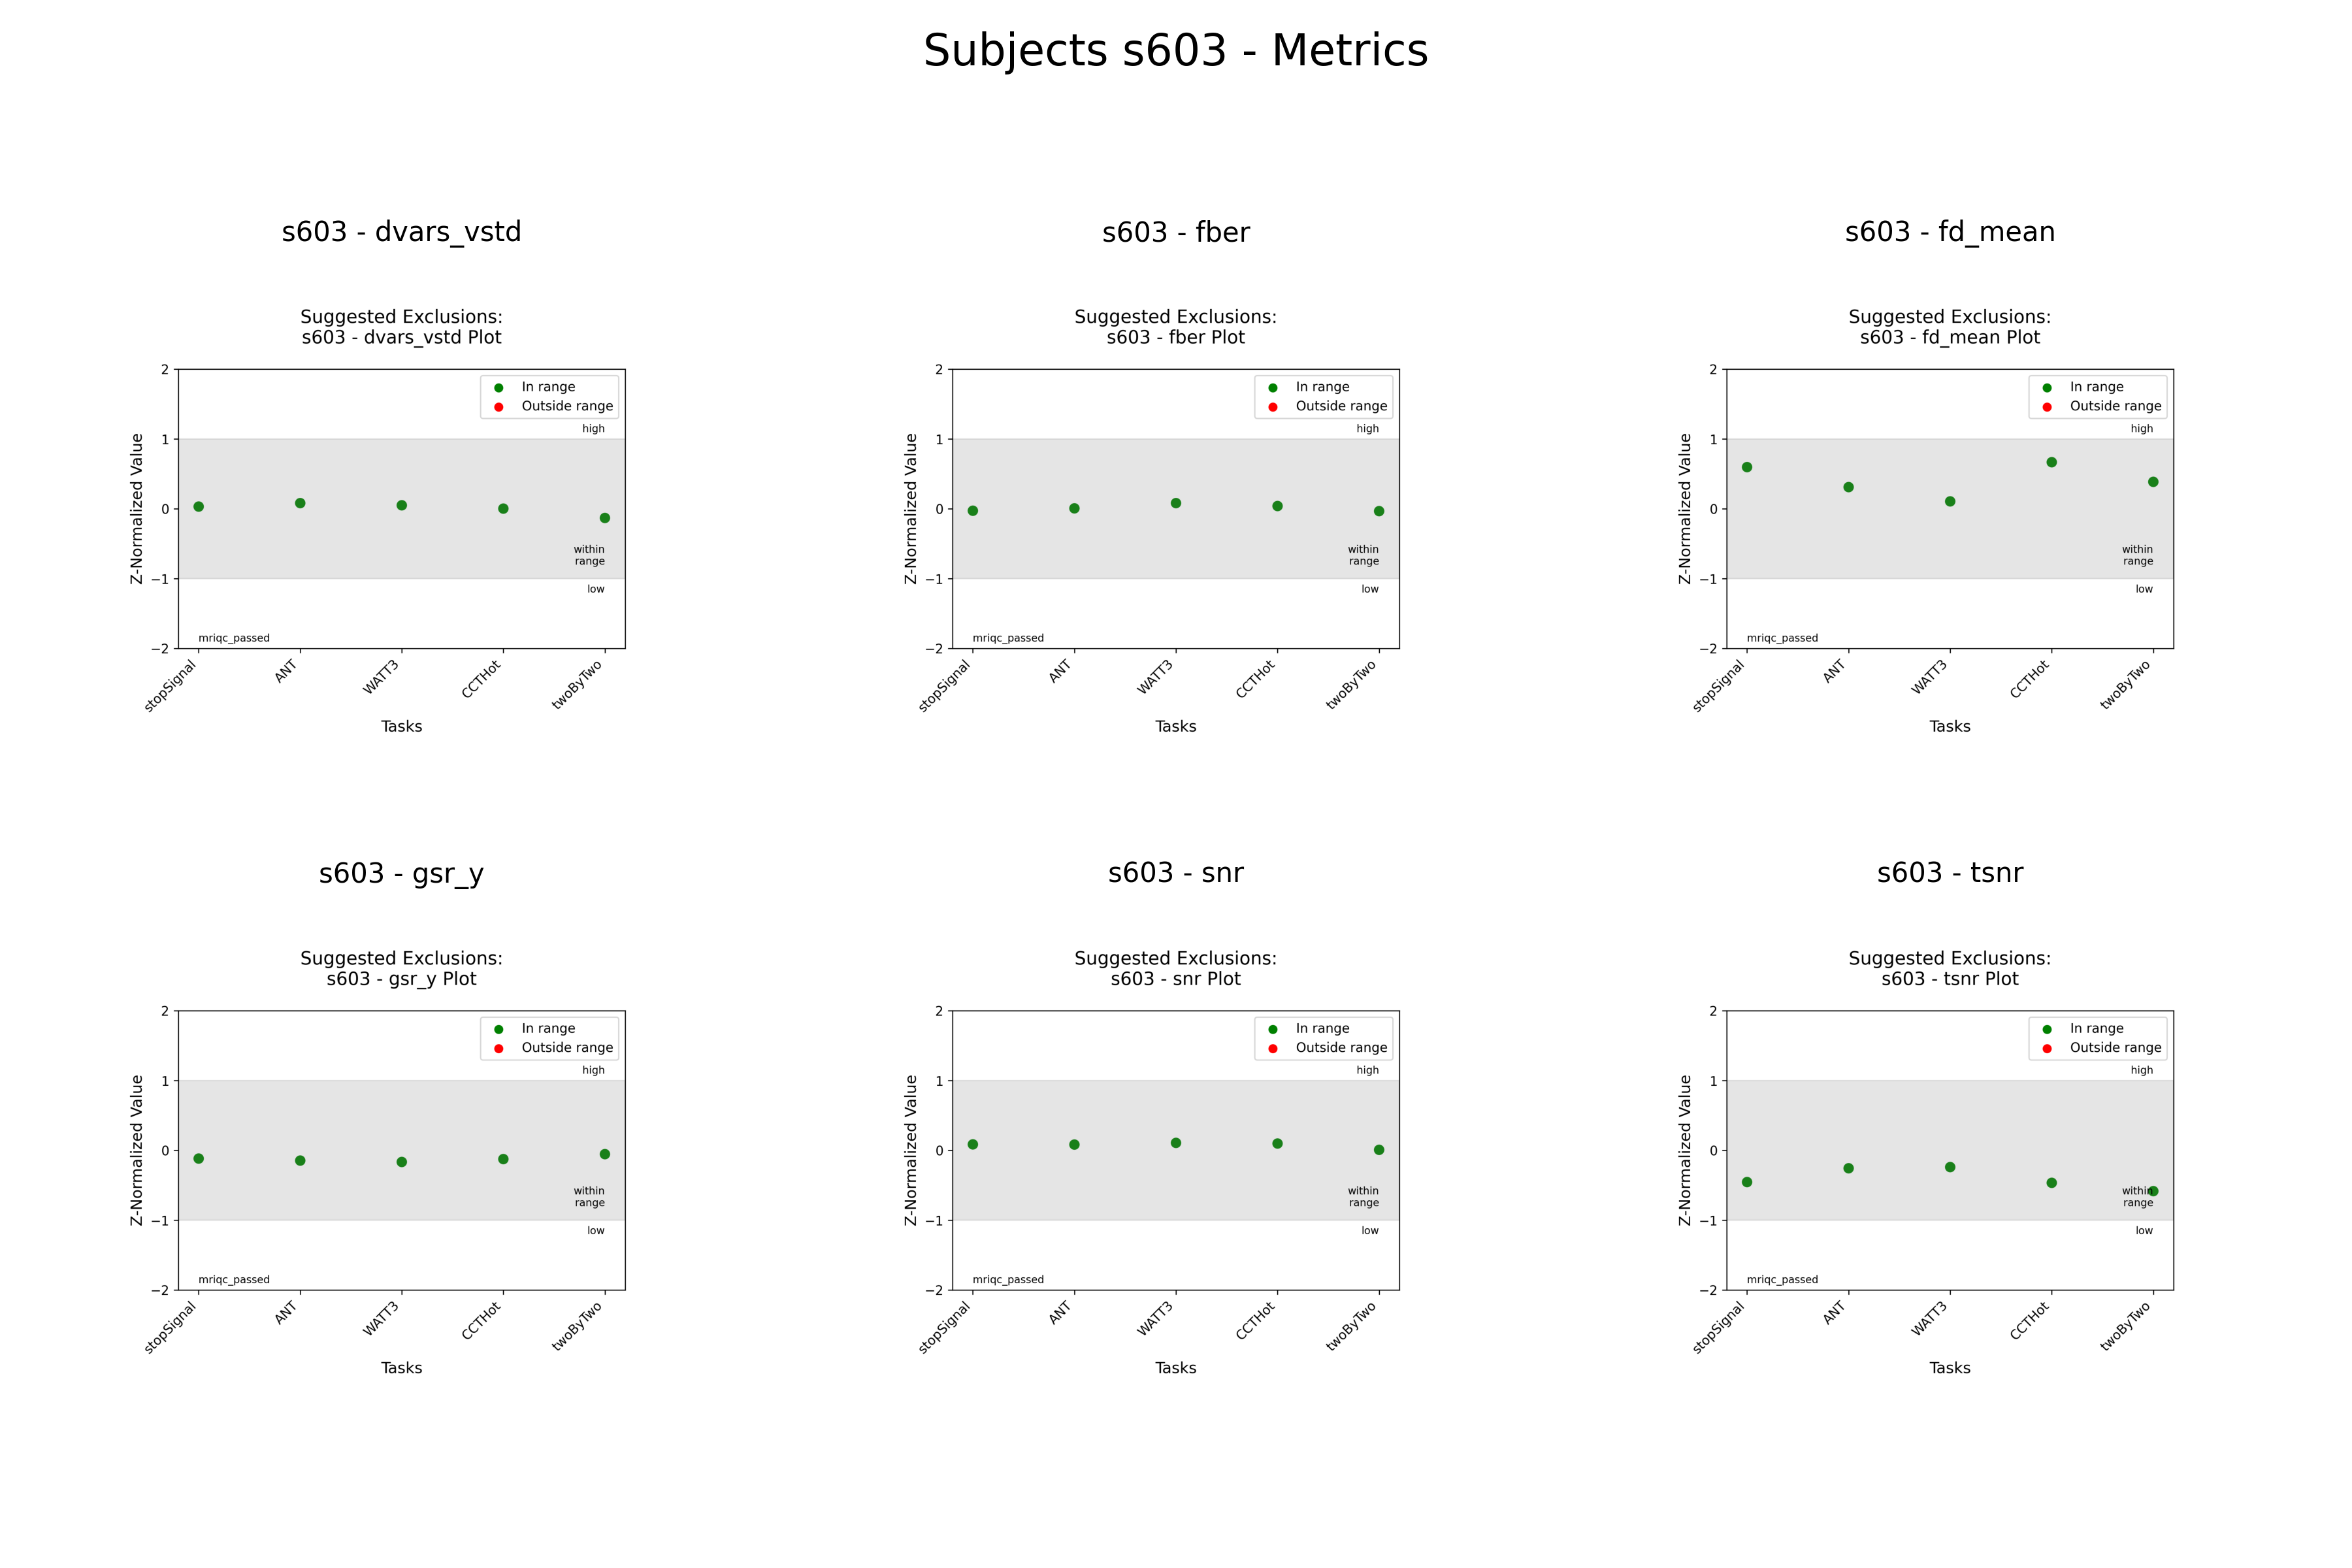 Subjects s603 - Metrics
s603 - dvars_vstd
Suggested Exclusions:
s603 - dvars_vstd Plot
2
1
0
−1
−2
Z-Normalized Value
In range
Outside range
high
within
range
low
mriqc_passed
stopSignal
ANT
WATT3
CCTHot
twoByTwo
Tasks
s603 - fber
Suggested Exclusions:
s603 - fber Plot
2
1
0
−1
−2
Z-Normalized Value
In range
Outside range
high
within
range
low
mriqc_passed
stopSignal
ANT
WATT3
CCTHot
twoByTwo
Tasks
s603 - fd_mean
Suggested Exclusions:
s603 - fd_mean Plot
2
1
0
−1
−2
Z-Normalized Value
In range
Outside range
high
within
range
low
mriqc_passed
stopSignal
ANT
WATT3
CCTHot
twoByTwo
Tasks
s603 - gsr_y
Suggested Exclusions:
s603 - gsr_y Plot
2
1
0
−1
−2
Z-Normalized Value
In range
Outside range
high
within
range
low
mriqc_passed
stopSignal
ANT
WATT3
CCTHot
twoByTwo
Tasks
s603 - snr
Suggested Exclusions:
s603 - snr Plot
2
1
0
−1
−2
Z-Normalized Value
In range
Outside range
high
within
range
low
mriqc_passed
stopSignal
ANT
WATT3
CCTHot
twoByTwo
Tasks
s603 - tsnr
Suggested Exclusions:
s603 - tsnr Plot
2
1
0
−1
−2
Z-Normalized Value
In range
Outside range
high
within
range
low
mriqc_passed
stopSignal
ANT
WATT3
CCTHot
twoByTwo
Tasks